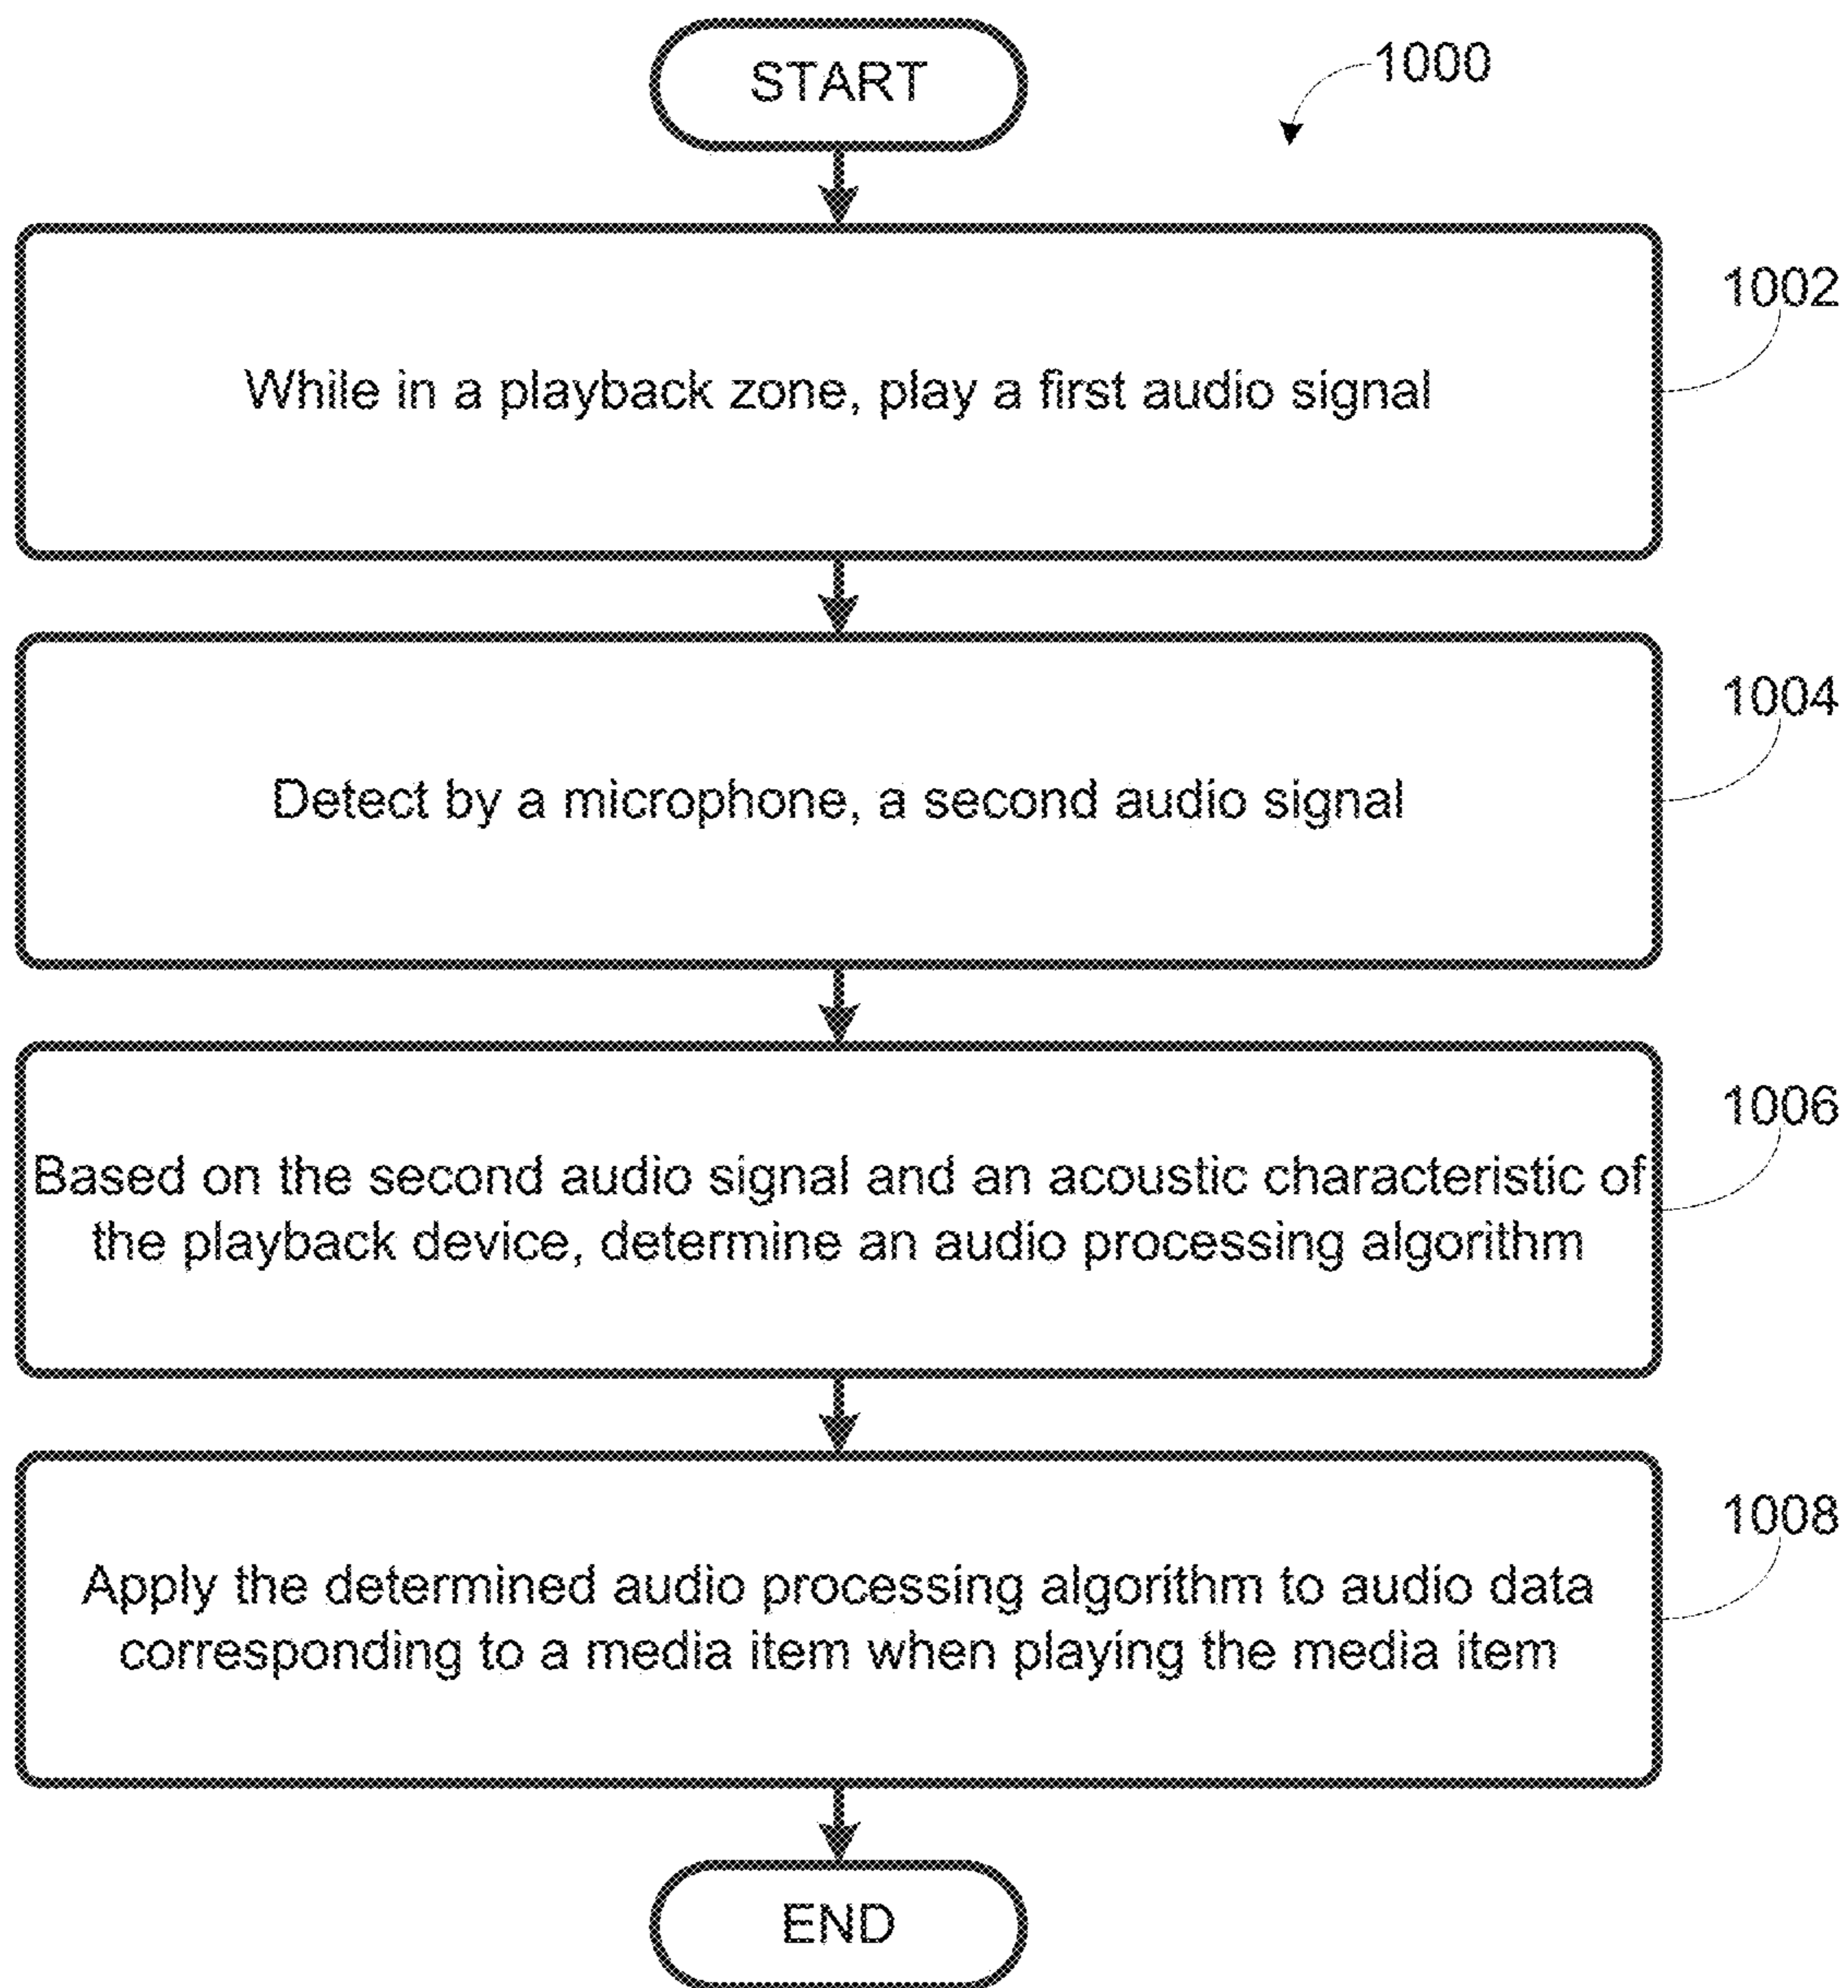 START
1000
1002
While in a playback zone, play a first audio signal
1004
Detect by a microphone, a second audio signal
1006
Based on the second audio signal and an acoustic characteristic of
the playback device, determine an audio processing algorithm
1008
Apply the determined audio processing algorithm to audio data
corresponding to a media item when playing the media item
END